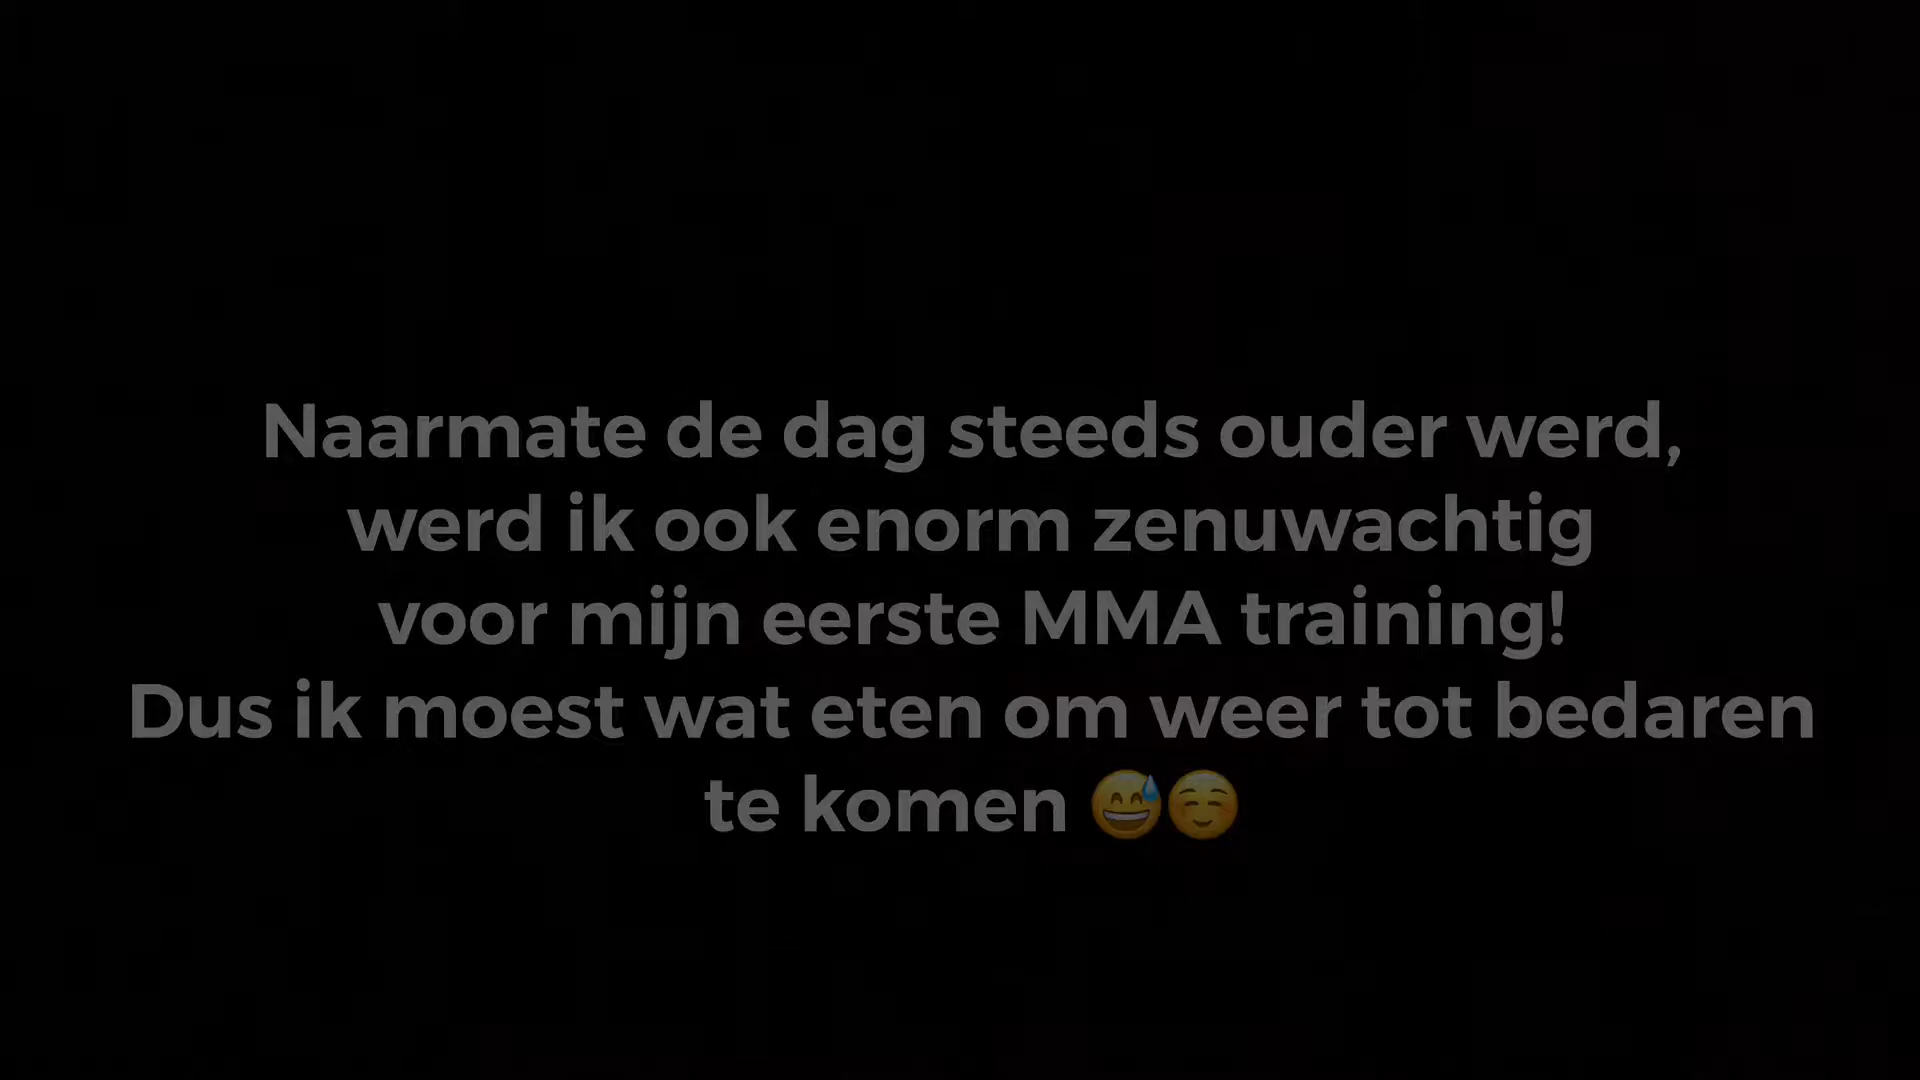 Naarmate de dag steeds ouder werd,
werd ik ook enorm zenuwachtig
voor mijn eerste MMA training!
Dus ik moest wat eten om weer tot bedaren
te komen 😅☺️